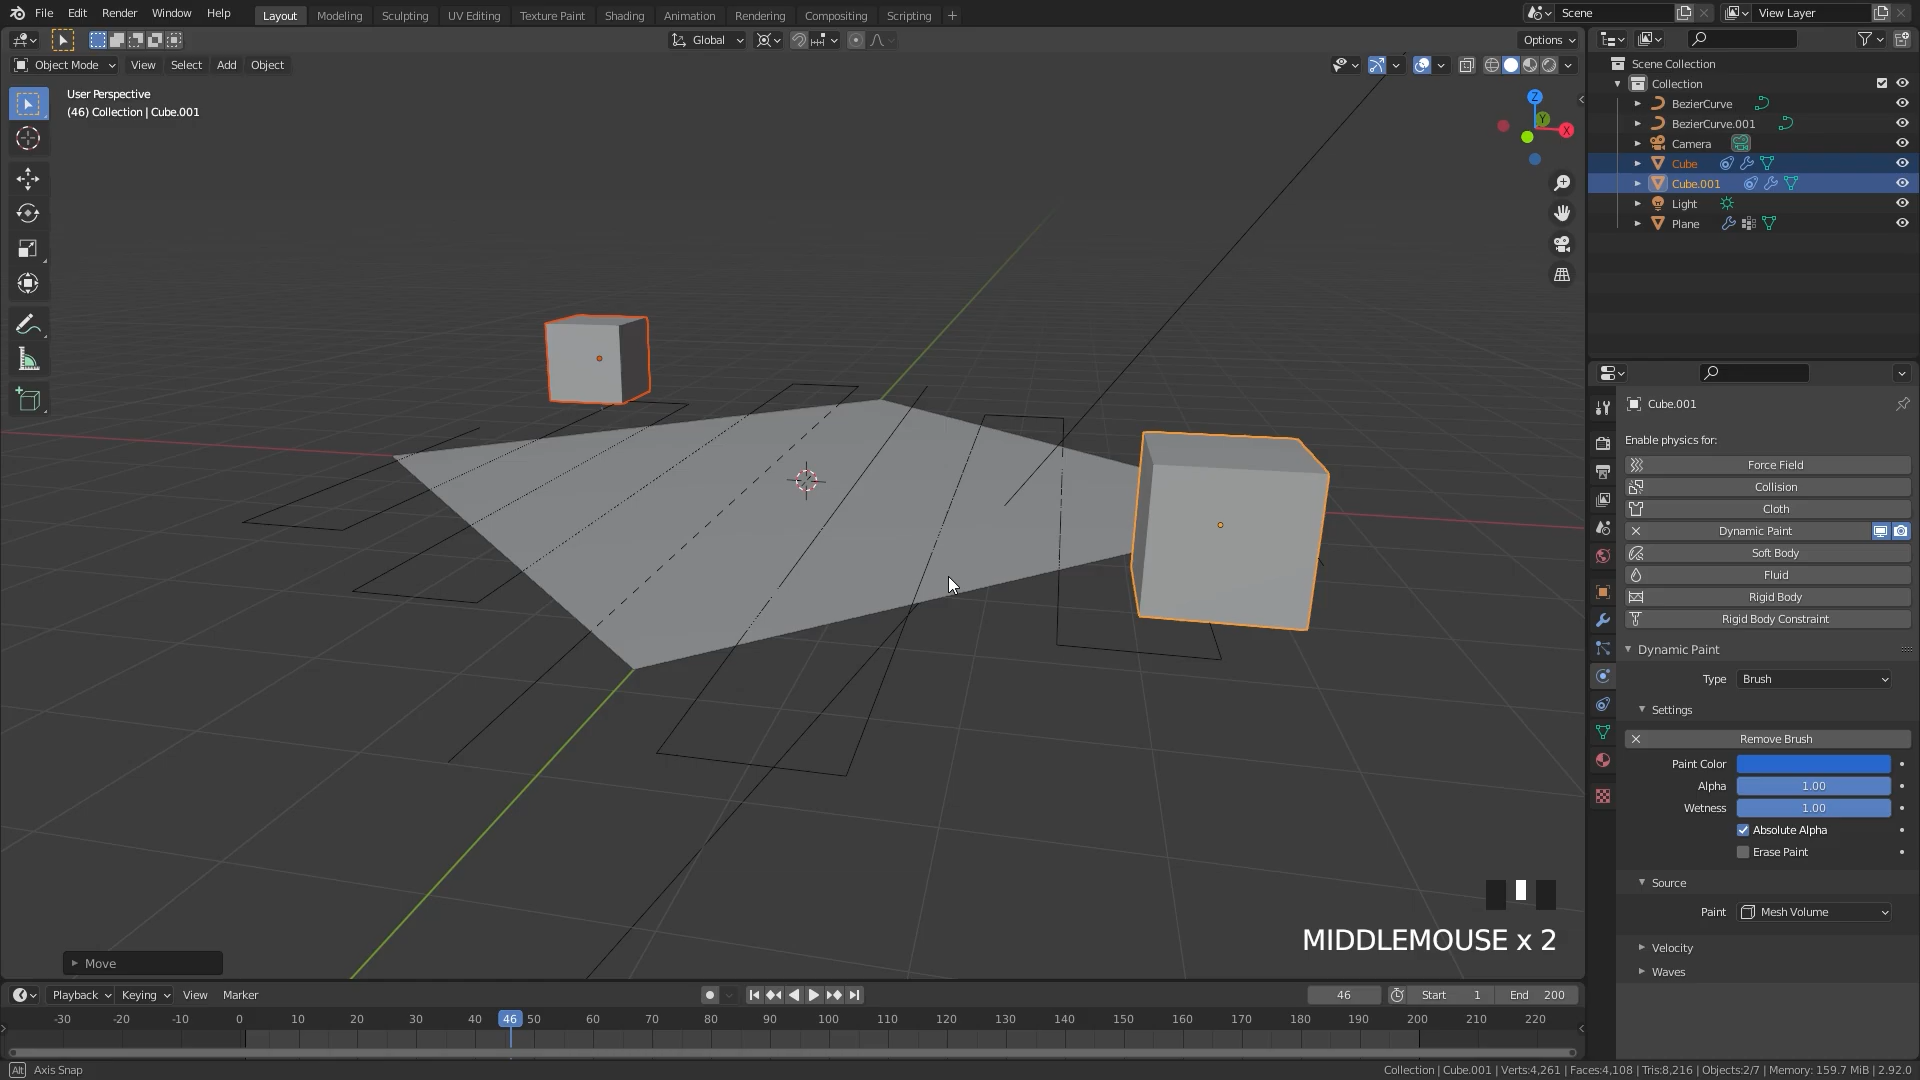 File Edit Render Window Help Layout Modeling Sculpting UV Editing Texture Paint Shading Animation Rendering Compositing Scripting + Scene View Layer
Global Options
Object Mode View Select Add Object
User Perspective
(46) Collection | Cube.001
Z
Y
X
Scene Collection
Collection
BezierCurve
BezierCurve.001
Camera
Cube
Cube.001
Light
Plane
Cube.001
Enable physics for:
Force Field
Collision
Cloth
Dynamic Paint
Soft Body
Fluid
Rigid Body
Rigid Body Constraint
Dynamic Paint
Type Brush
Settings
Remove Brush
Paint Color
Alpha 1.00
Wetness 1.00
Absolute Alpha
Erase Paint
Source
Paint Mesh Volume
Velocity
Waves
MIDDLEMOUSE x 2
Move
Playback Keying View Marker 46 Start 1 End 200
-30 -20 -10 0 10 20 30 40 46 50 60 70 80 90 100 110 120 130 140 150 160 170 180 190 200 210 220
Alt Axis Snap
Collection | Cube.001 | Verts:4,261 | Faces:4,108 | Tris:8,216 | Objects:2/7 | Memory: 159.7 MiB | 2.92.0